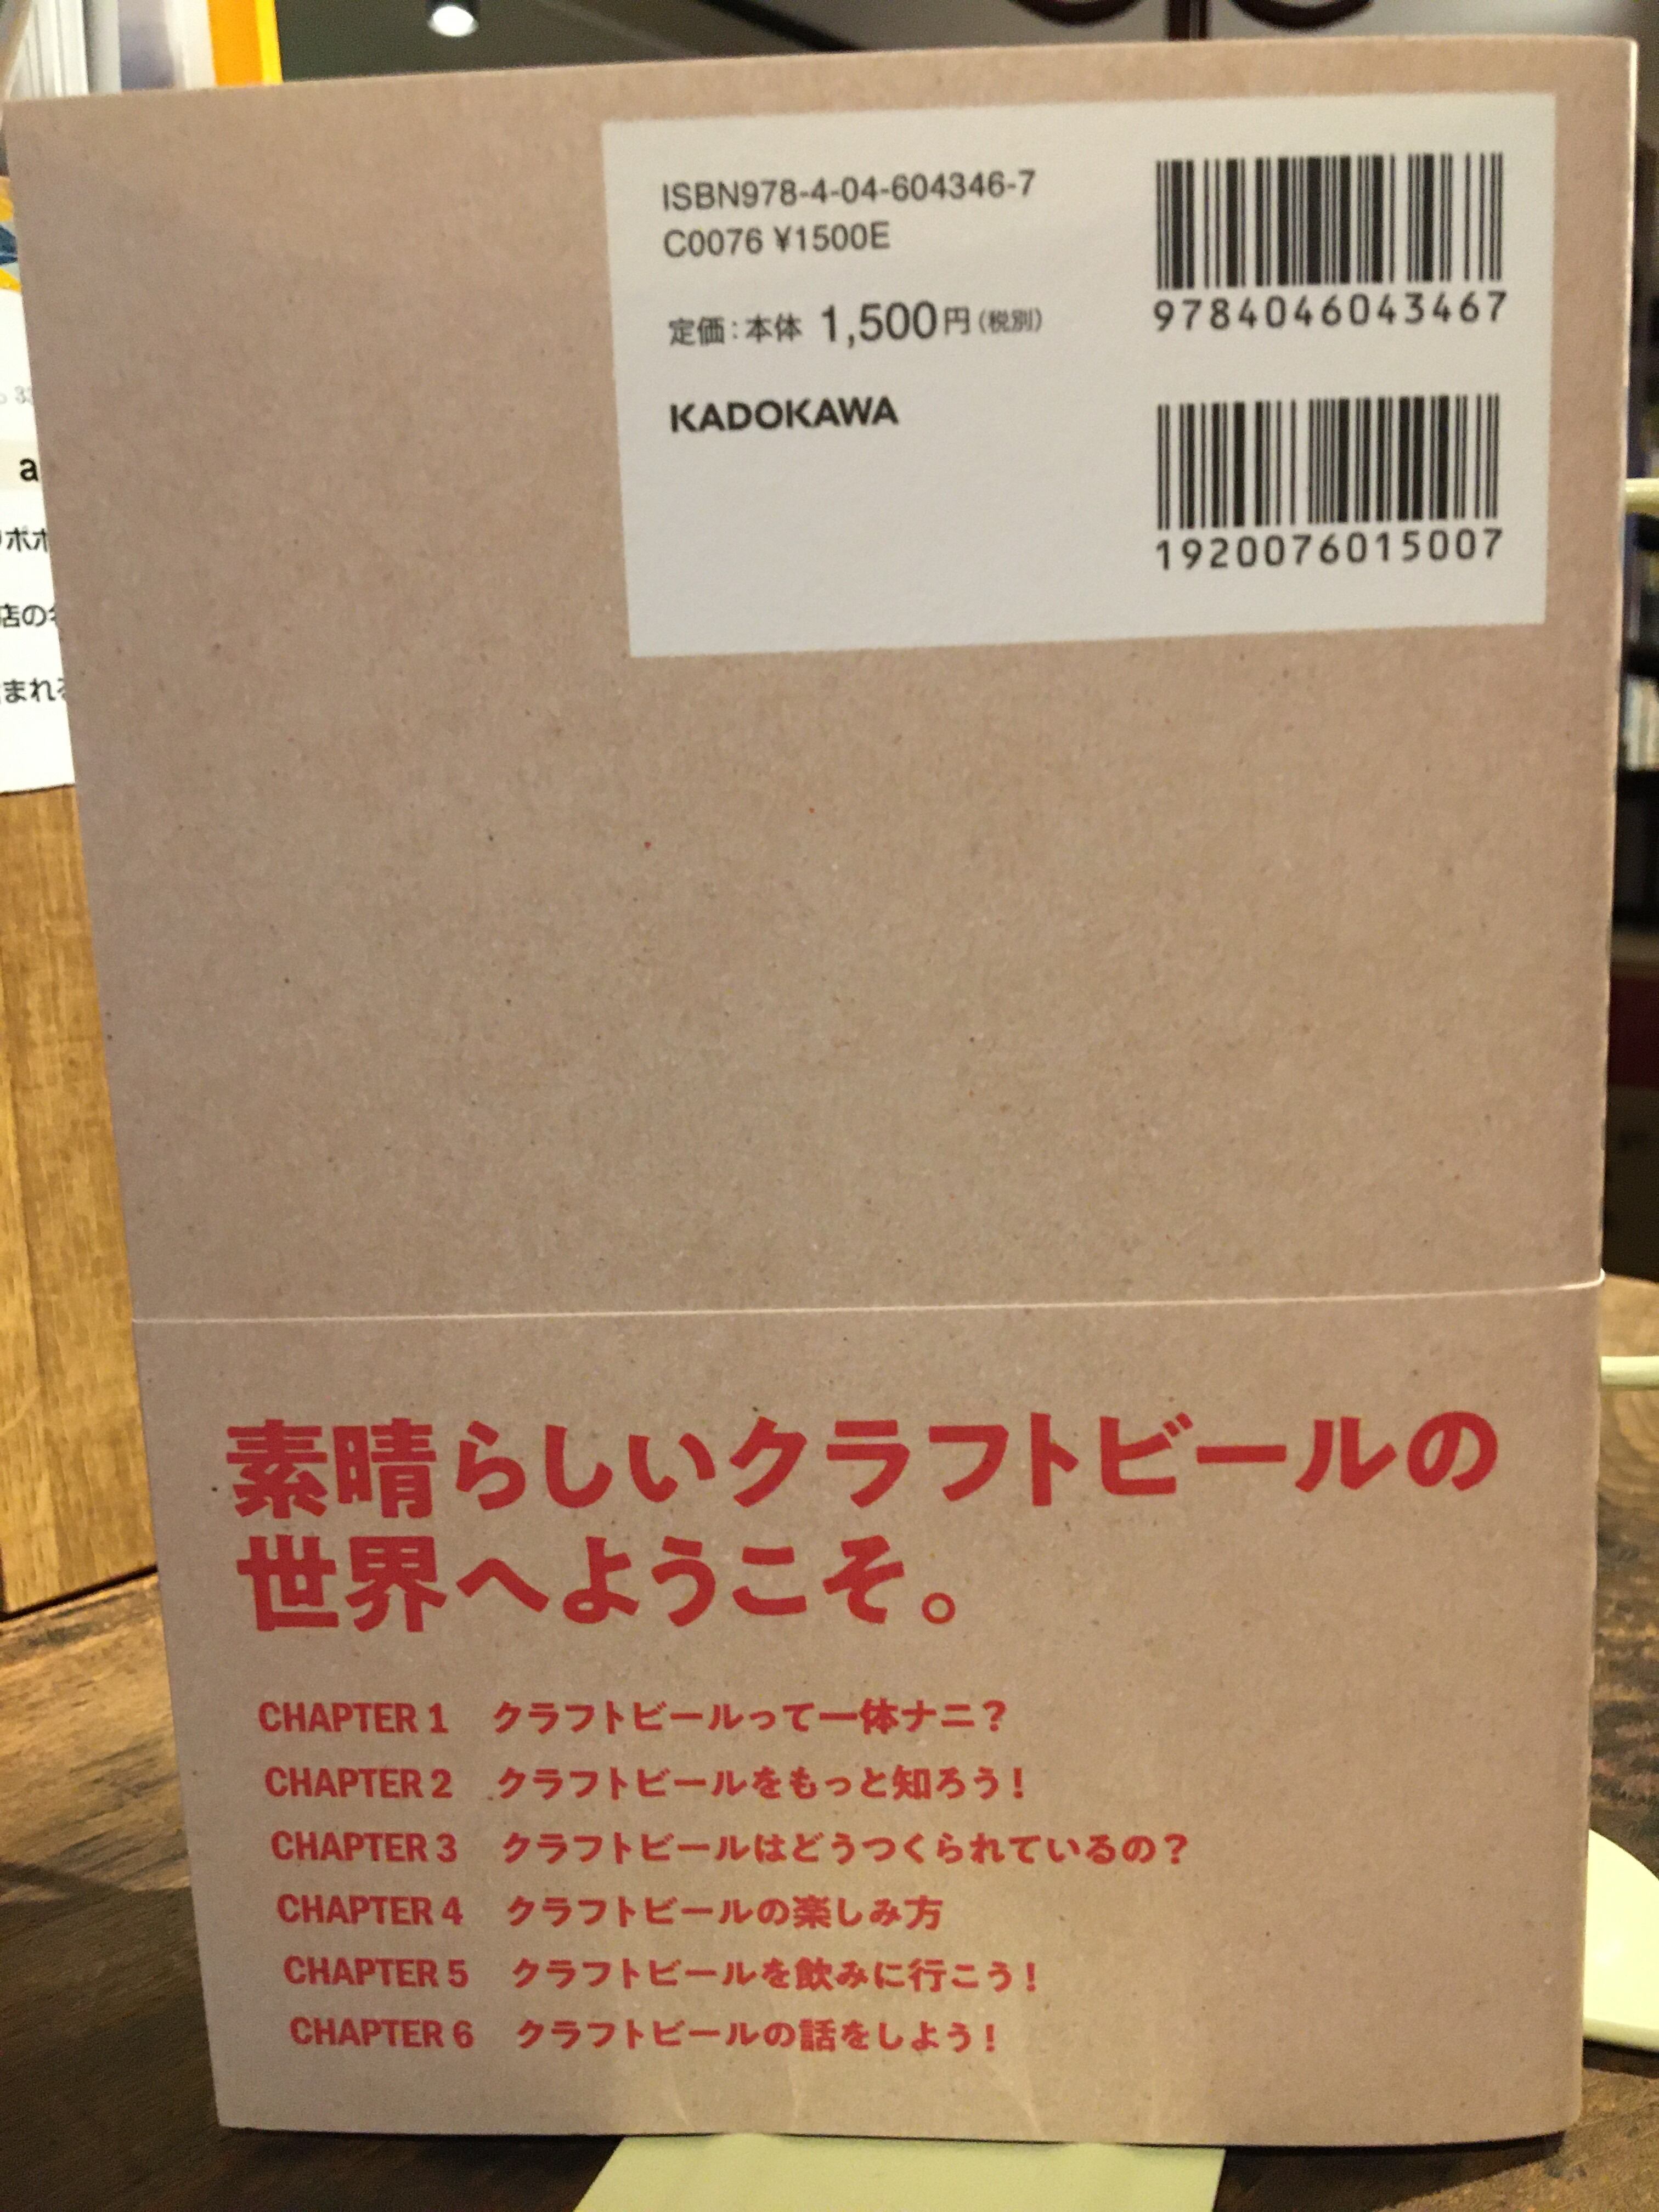 ISBN978-4-04-604346-7
C0076 ¥1500E
定価：本体 1,500円（税別）
KADOKAWA
9784046043467
1920076015007
素晴らしいクラフトビールの
世界へようこそ。
CHAPTER 1 クラフトビールって一体ナニ？
CHAPTER 2 クラフトビールをもっと知ろう！
CHAPTER 3 クラフトビールはどうつくられているの？
CHAPTER 4 クラフトビールの楽しみ方
CHAPTER 5 クラフトビールを飲みに行こう！
CHAPTER 6 クラフトビールの話をしよう！